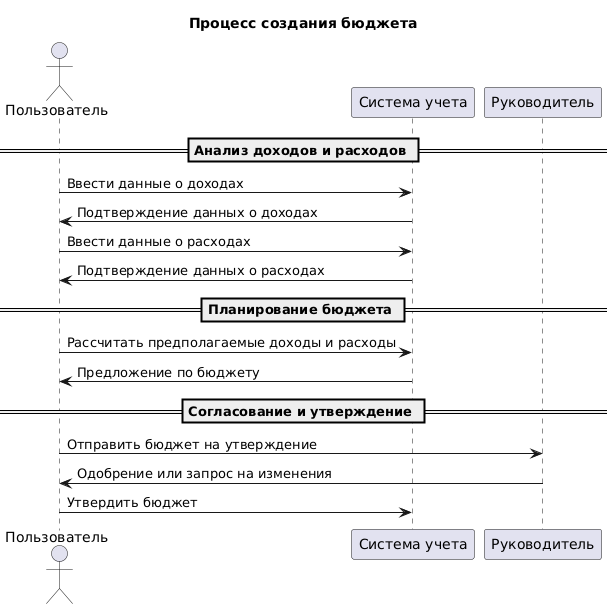 Процесс создания бюджета
Пользователь
Система учета
Руководитель
Анализ доходов и расходов
Ввести данные о доходах
Подтверждение данных о доходах
Ввести данные о расходах
Подтверждение данных о расходах
Планирование бюджета
Рассчитать предполагаемые доходы и расходы
Предложение по бюджету
Согласование и утверждение
Отправить бюджет на утверждение
Одобрение или запрос на изменения
Утвердить бюджет
Пользователь
Система учета
Руководитель